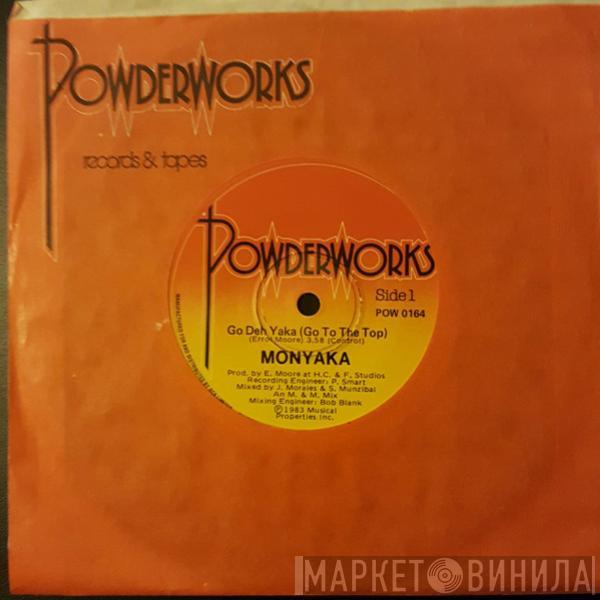 POWDERWORKS
records & tapes
POWDERWORKS
Side 1
POW 0164
Go Deh Yaka (Go To The Top)
(Errol Moore) 3.58 (Control)
MONYAKA
Prod. by E. Moore at H.C. & F. Studios
Recording Engineer: P. Smart
Mixed by J. Morales & S. Munzibai
An M. & M. Mix
Mixing Engineer: Bob Blank
Ⓟ1983 Musical
Properties Inc.
МАРКЕТ ВИНИЛА